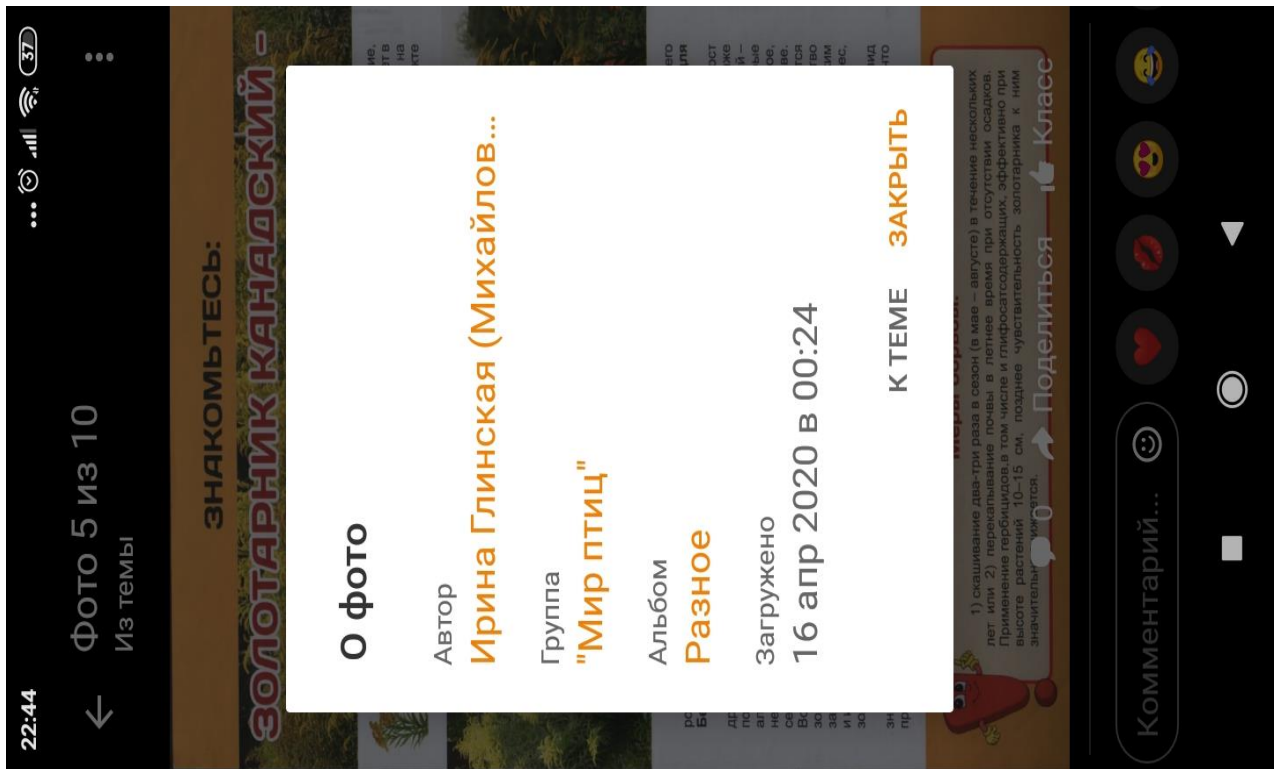 22:44
37
Фото 5 из 10
Из темы
ЗНАКОМЬТЕСЬ:
ЗОЛОТАРНИК КАНАДСКИЙ -
О фото
Автор
Ирина Глинская (Михайлов...
Группа
"Мир птиц"
Альбом
Разное
Загружено
16 апр 2020 в 00:24
К ТЕМЕ ЗАКРЫТЬ
1) скашивание два-три раза в сезон (в мае – августе) в течение нескольких
лет или 2) перекапывание почвы в летнее время при отсутствии осадков.
Применение гербицидов,в том числе и глифосатсодержащих, эффективно при
высоте растений 10–15 см, позднее чувствительность золотарника к ним
значительно
0 Поделиться Класс
Комментарий...